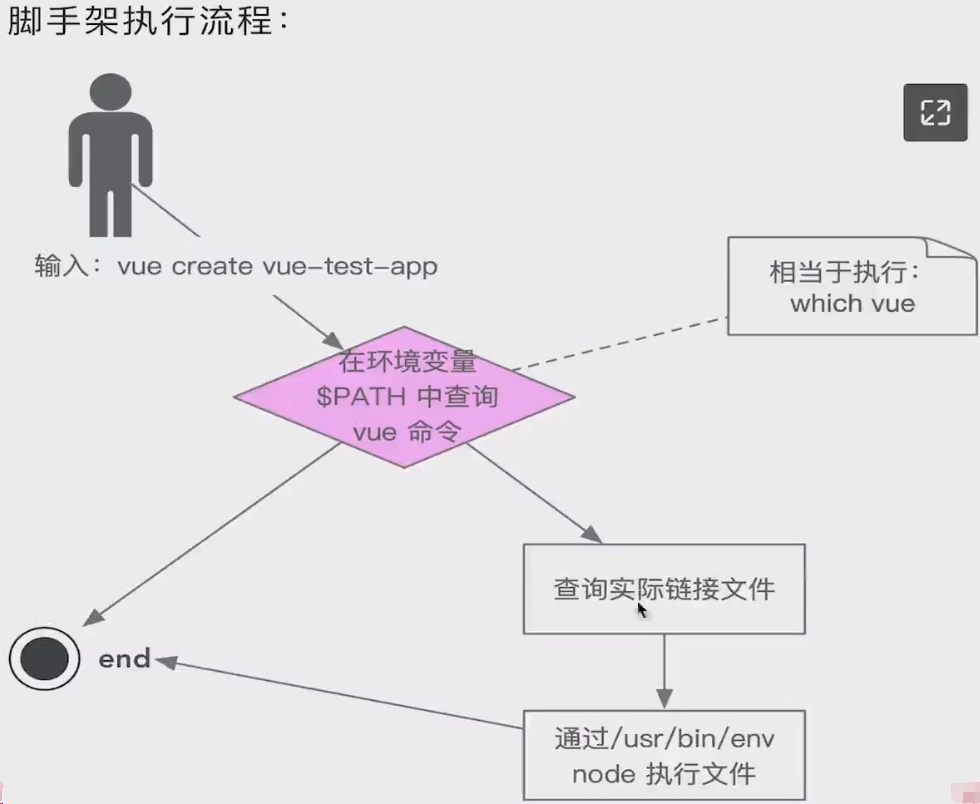 脚手架执行流程：
输入：vue create vue-test-app
相当于执行：
which vue
在环境变量
$PATH 中查询
vue 命令
查询实际链接文件
end
通过/usr/bin/env
node 执行文件